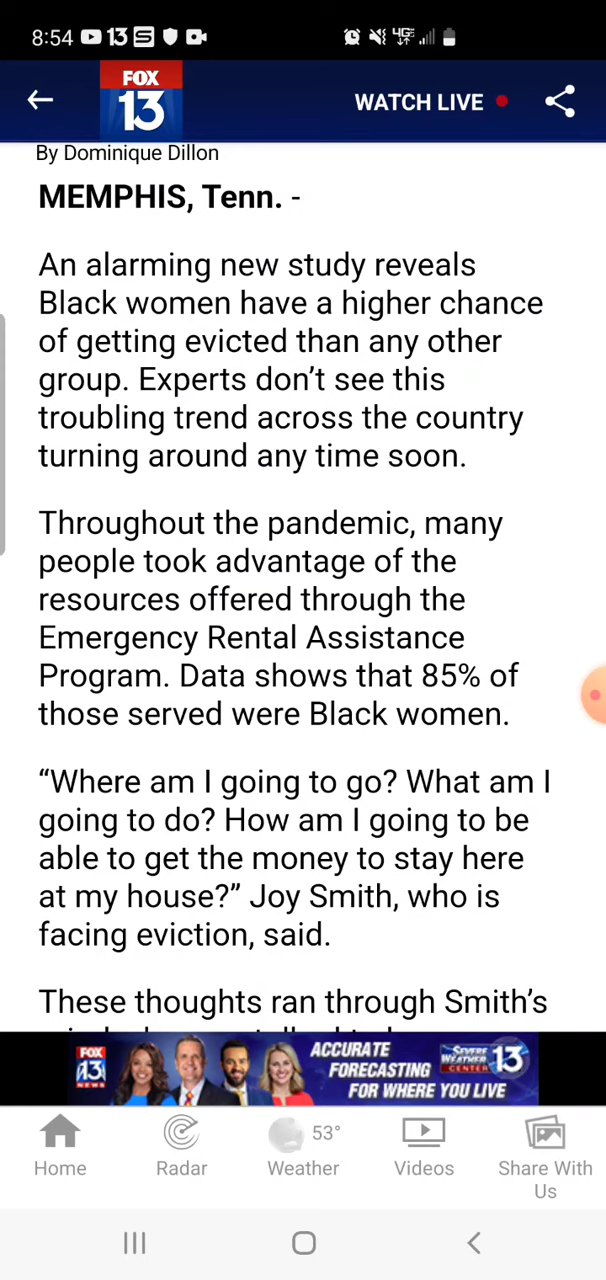 8:54 13 S 4GE
FOX
13
WATCH LIVE
By Dominique Dillon
MEMPHIS, Tenn. -
An alarming new study reveals
Black women have a higher chance
of getting evicted than any other
group. Experts don’t see this
troubling trend across the country
turning around any time soon.
Throughout the pandemic, many
people took advantage of the
resources offered through the
Emergency Rental Assistance
Program. Data shows that 85% of
those served were Black women.
“Where am I going to go? What am I
going to do? How am I going to be
able to get the money to stay here
at my house?” Joy Smith, who is
facing eviction, said.
These thoughts ran through Smith’s
FOX
13
NEWS
ACCURATE
FORECASTING
FOR WHERE YOU LIVE
SEVERE
WEATHER 13
CENTER
53°
Home
Radar
Weather
Videos
Share With
Us